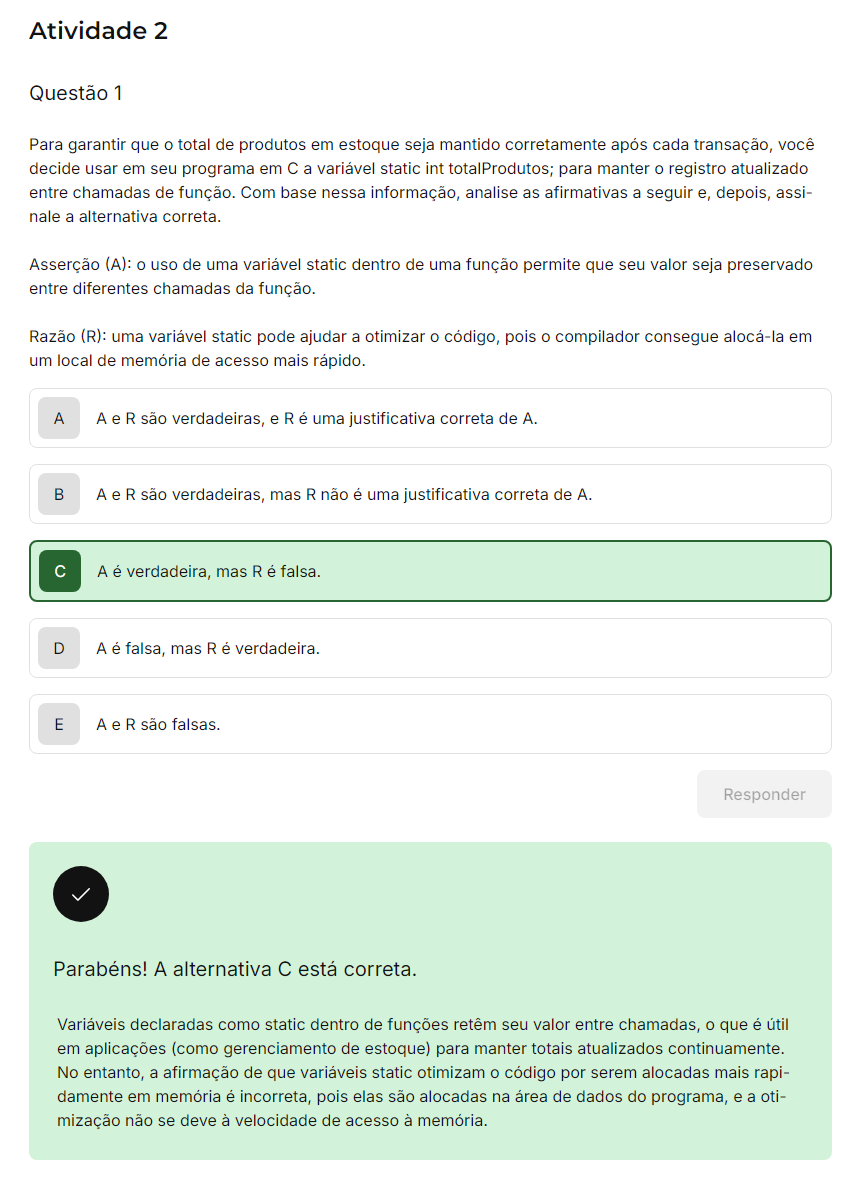 Atividade 2
Questão 1
Para garantir que o total de produtos em estoque seja mantido corretamente após cada transação, você
decide usar em seu programa em C a variável static int totalProdutos; para manter o registro atualizado
entre chamadas de função. Com base nessa informação, analise as afirmativas a seguir e, depois, assi-
nale a alternativa correta.
Asserção (A): o uso de uma variável static dentro de uma função permite que seu valor seja preservado
entre diferentes chamadas da função.
Razão (R): uma variável static pode ajudar a otimizar o código, pois o compilador consegue alocá-la em
um local de memória de acesso mais rápido.
A A e R são verdadeiras, e R é uma justificativa correta de A.
B A e R são verdadeiras, mas R não é uma justificativa correta de A.
C A é verdadeira, mas R é falsa.
D A é falsa, mas R é verdadeira.
E A e R são falsas.
Responder
Parabéns! A alternativa C está correta.
Variáveis declaradas como static dentro de funções retêm seu valor entre chamadas, o que é útil
em aplicações (como gerenciamento de estoque) para manter totais atualizados continuamente.
No entanto, a afirmação de que variáveis static otimizam o código por serem alocadas mais rapi-
damente em memória é incorreta, pois elas são alocadas na área de dados do programa, e a oti-
mização não se deve à velocidade de acesso à memória.